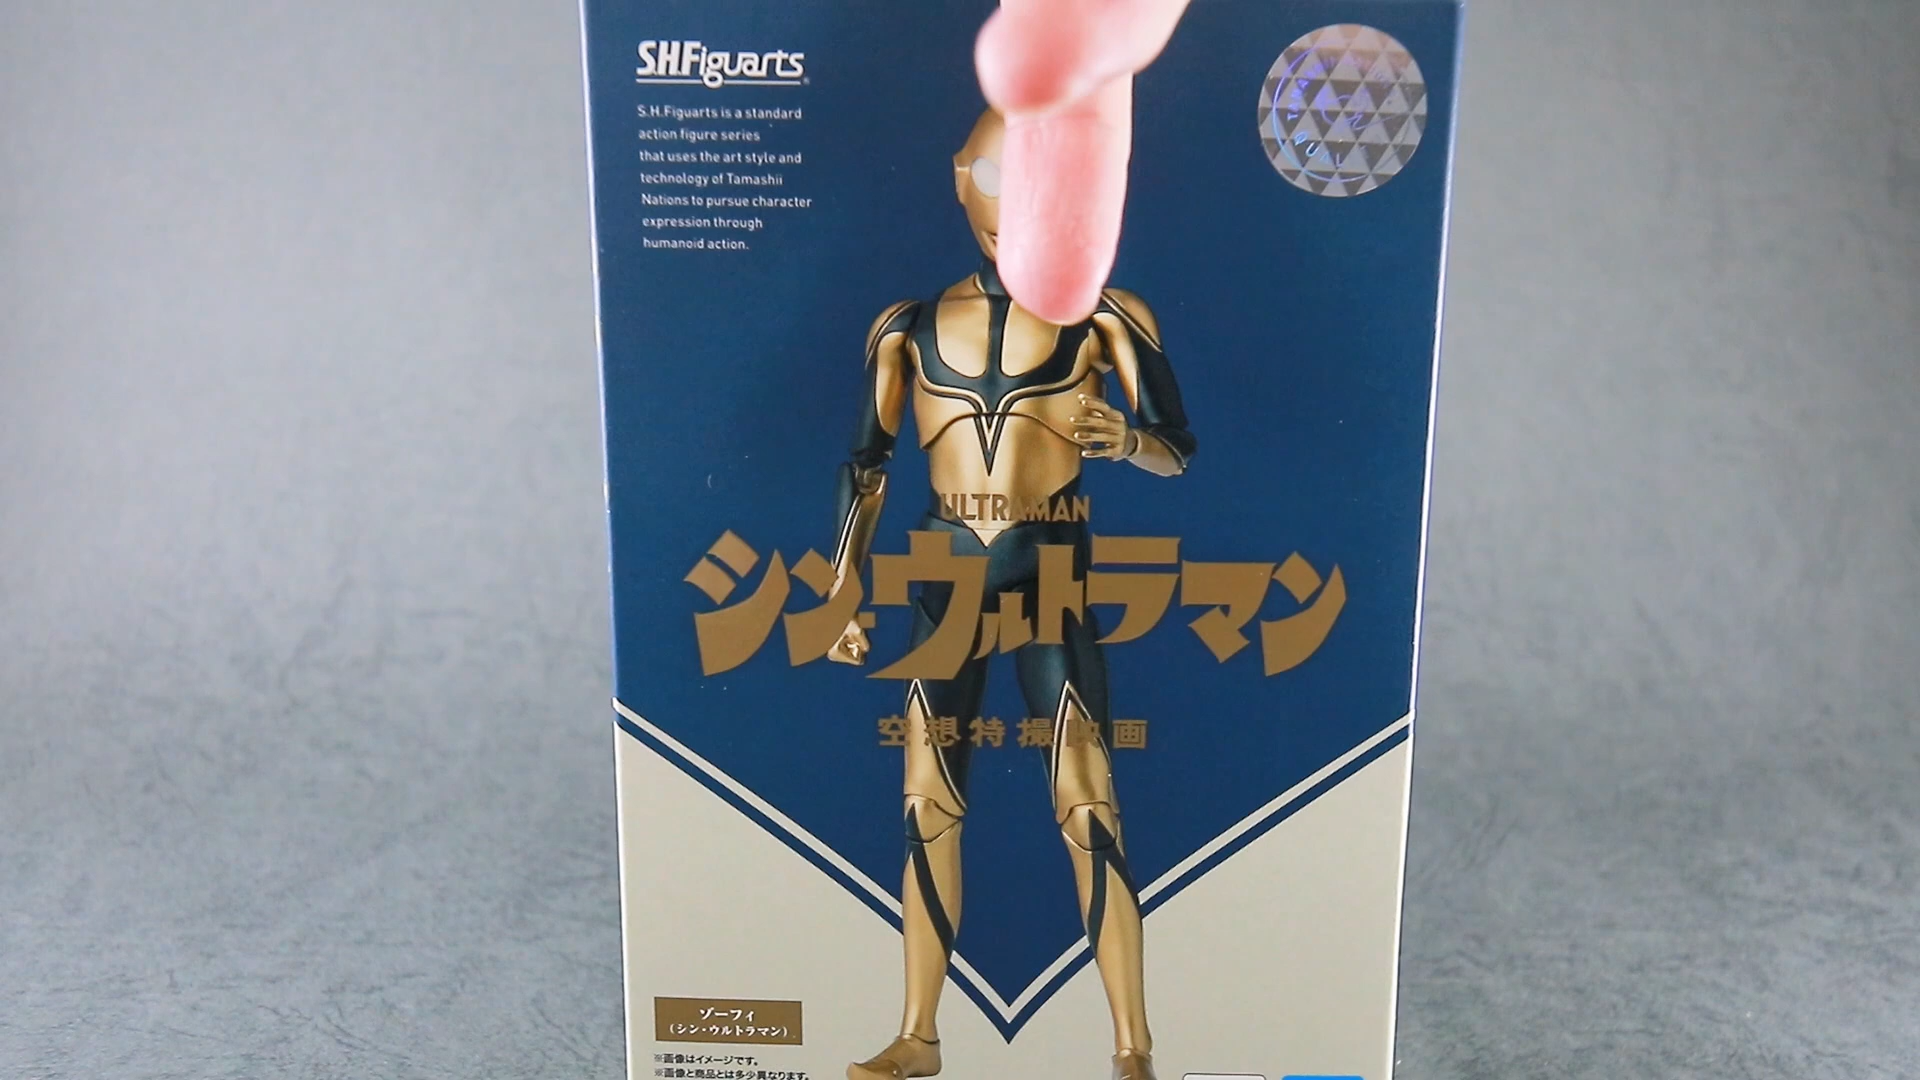 S.H.Figuarts
S.H.Figuarts is a standard
action figure series
that uses the art style and
technology of Tamashii
Nations to pursue character
expression through
humanoid action.
ULTRAMAN
シン・ウルトラマン
空想特撮映画
ゾーフィ
(シン・ウルトラマン)
※画像はイメージです。
※画像と商品とは多少異なります。